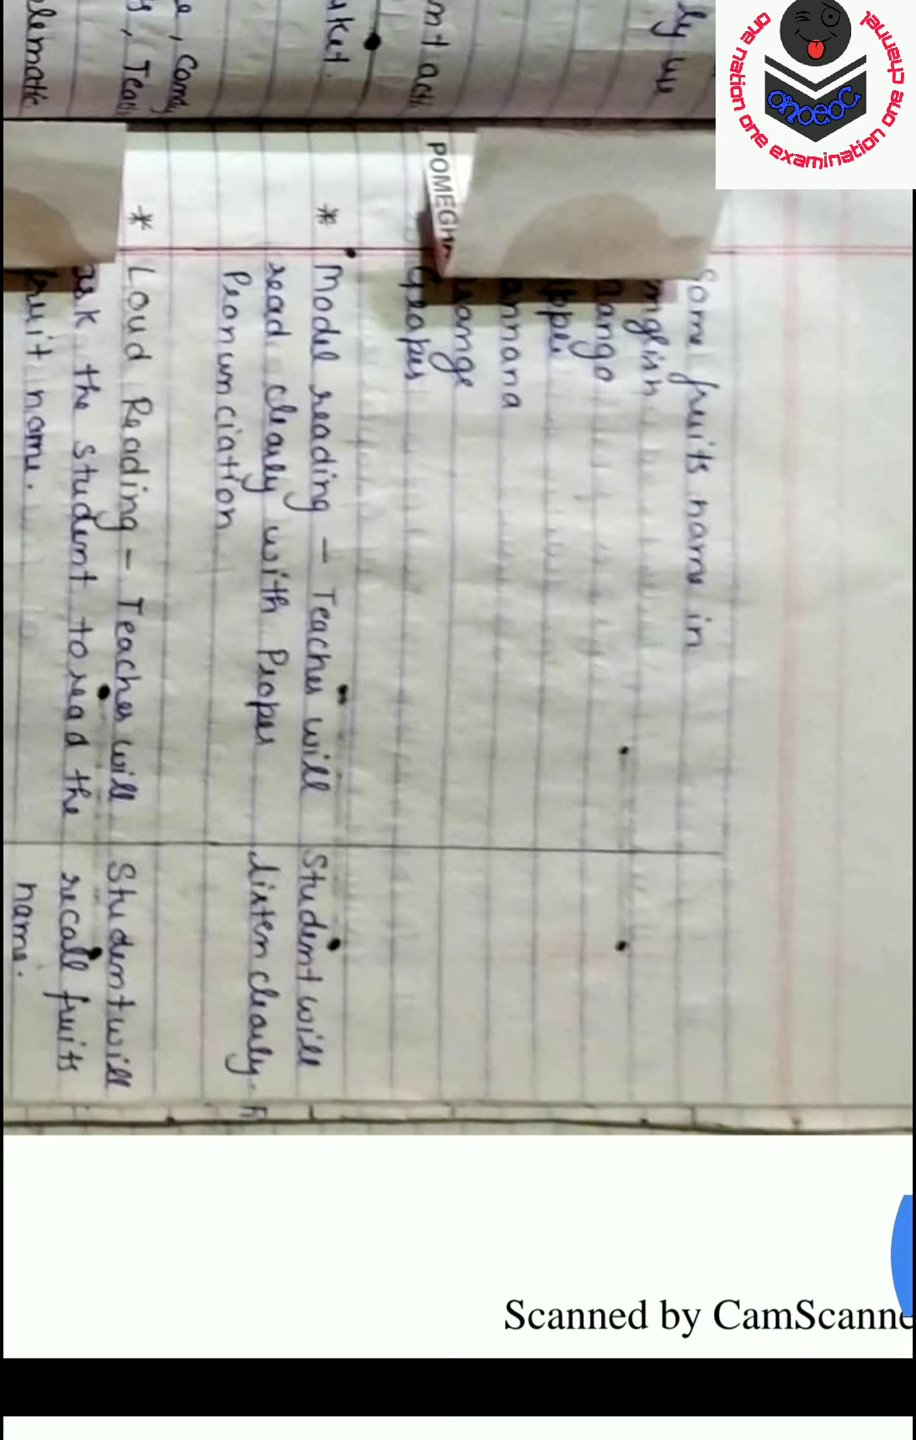 one nation one examination one channel
onoeoc
POMEGR
Some fruits name in
English
Mango
Apple
annana
orange
Grapes
* Model reading - Teacher will
read clearly with Proper
Pronunciation
Student will
listen clearly.
* Loud Reading - Teacher will
ask the student to read the
fruit name.
Student will
recall fruits
name.
Scanned by CamScanne